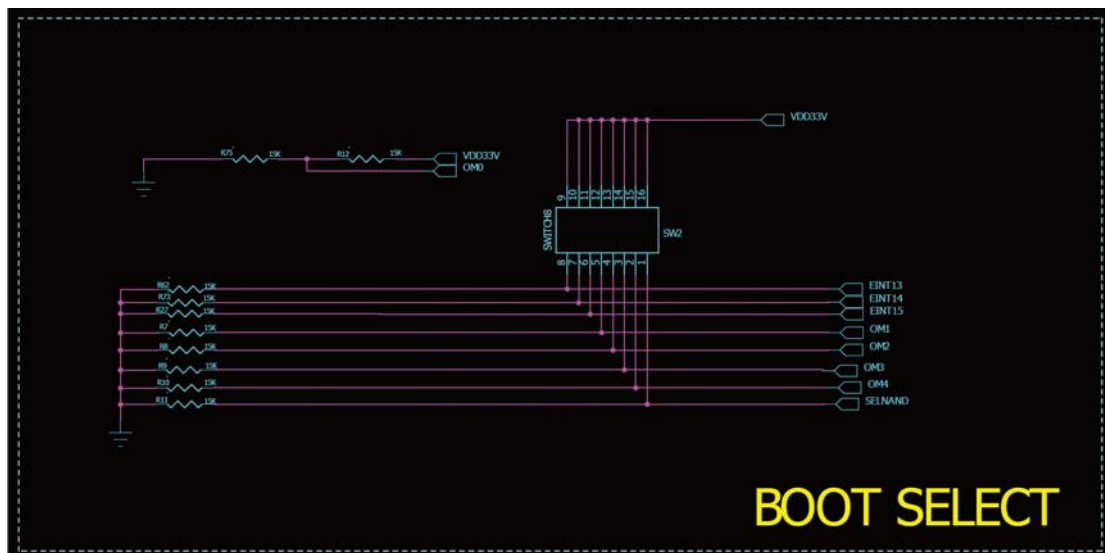 VDD33V
R75 15K R12 15K VDD33V
OM0
9 10 11 12 13 14 15 16
SWITCH8 SW2
8 7 6 5 4 3 2 1
R62 15K EINT13
R73 15K EINT14
R27 15K EINT15
R7 15K OM1
R8 15K OM2
R9 15K OM3
R10 15K OM4
R11 15K SELNAND
BOOT SELECT